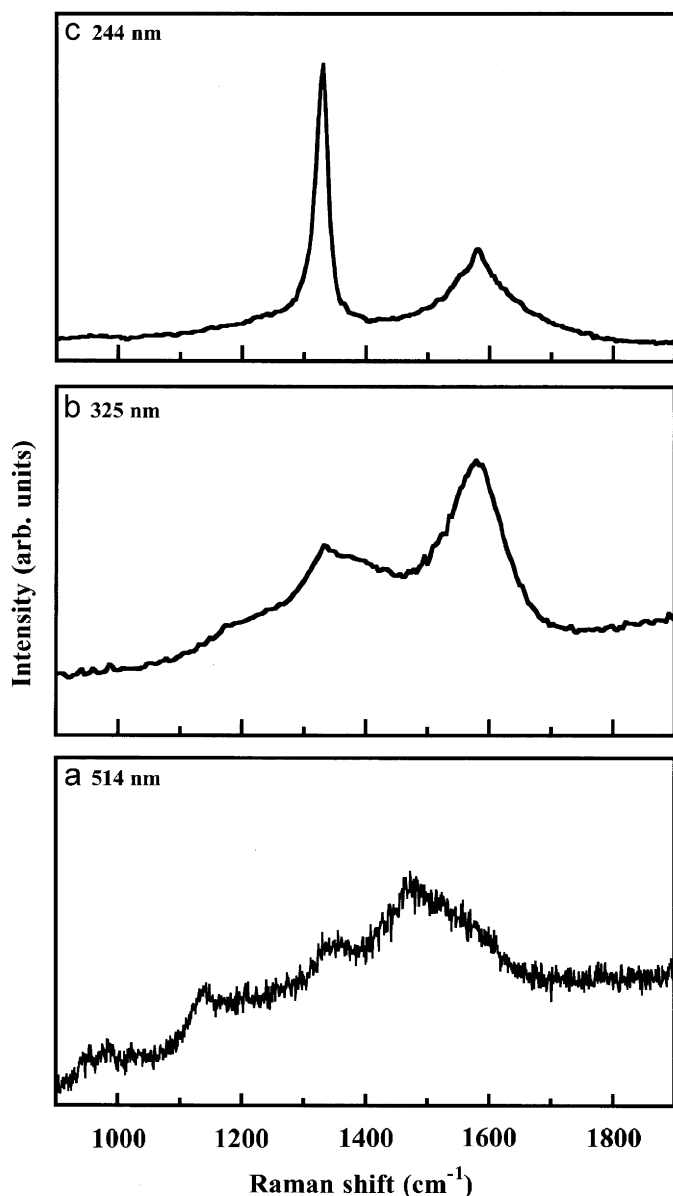 c 244 nm
b 325 nm
Intensity (arb. units)
a 514 nm
1000 1200 1400 1600 1800
Raman shift (cm⁻¹)